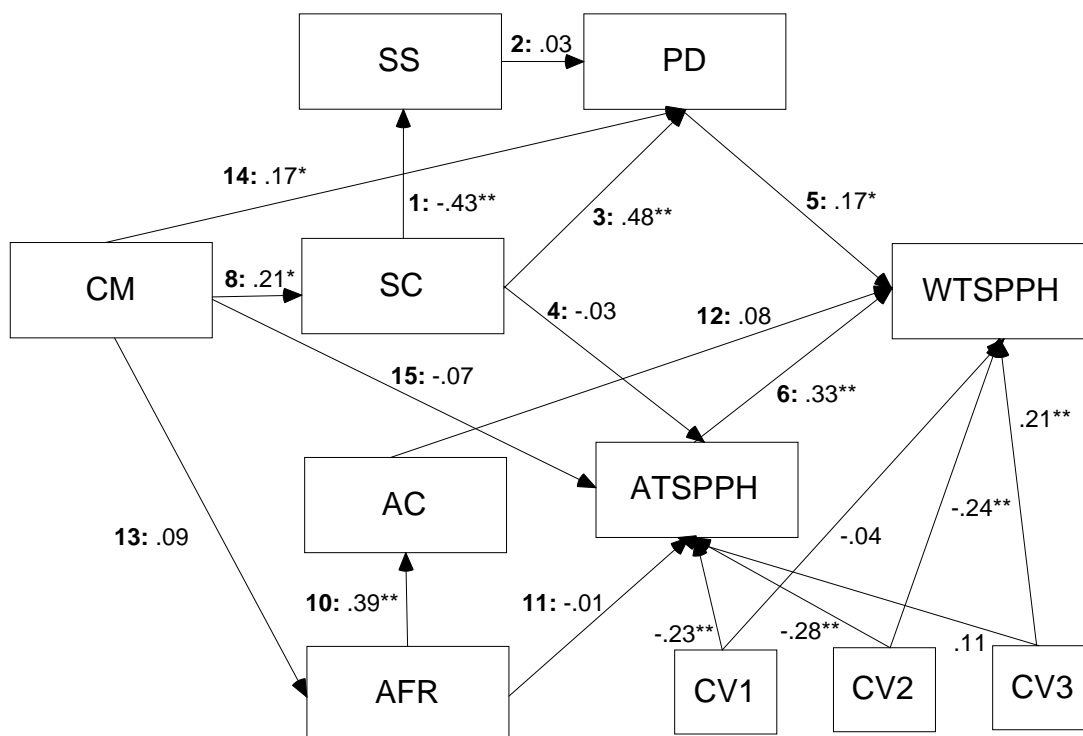 SS
2: .03
PD
14: .17*
1: -.43**
3: .48**
5: .17*
CM
8: .21*
SC
4: -.03
12: .08
WTSPPH
15: -.07
6: .33**
.21**
AC
ATSPPH
-.24**
13: .09
-.04
10: .39**
11: -.01
-.23**
-.28**
.11
AFR
CV1
CV2
CV3